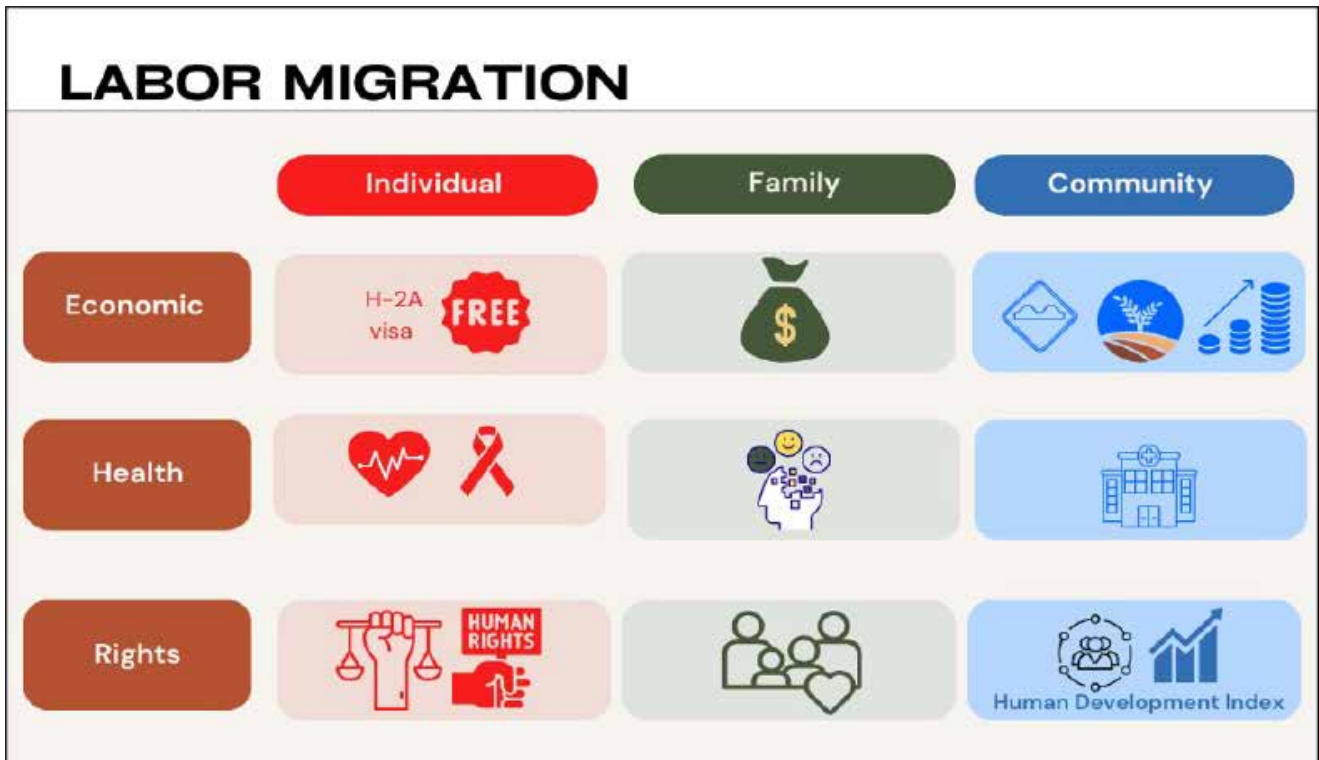 LABOR MIGRATION
Individual
Family
Community
Economic
H-2A
visa
FREE
$
Health
Rights
HUMAN
RIGHTS
Human Development Index